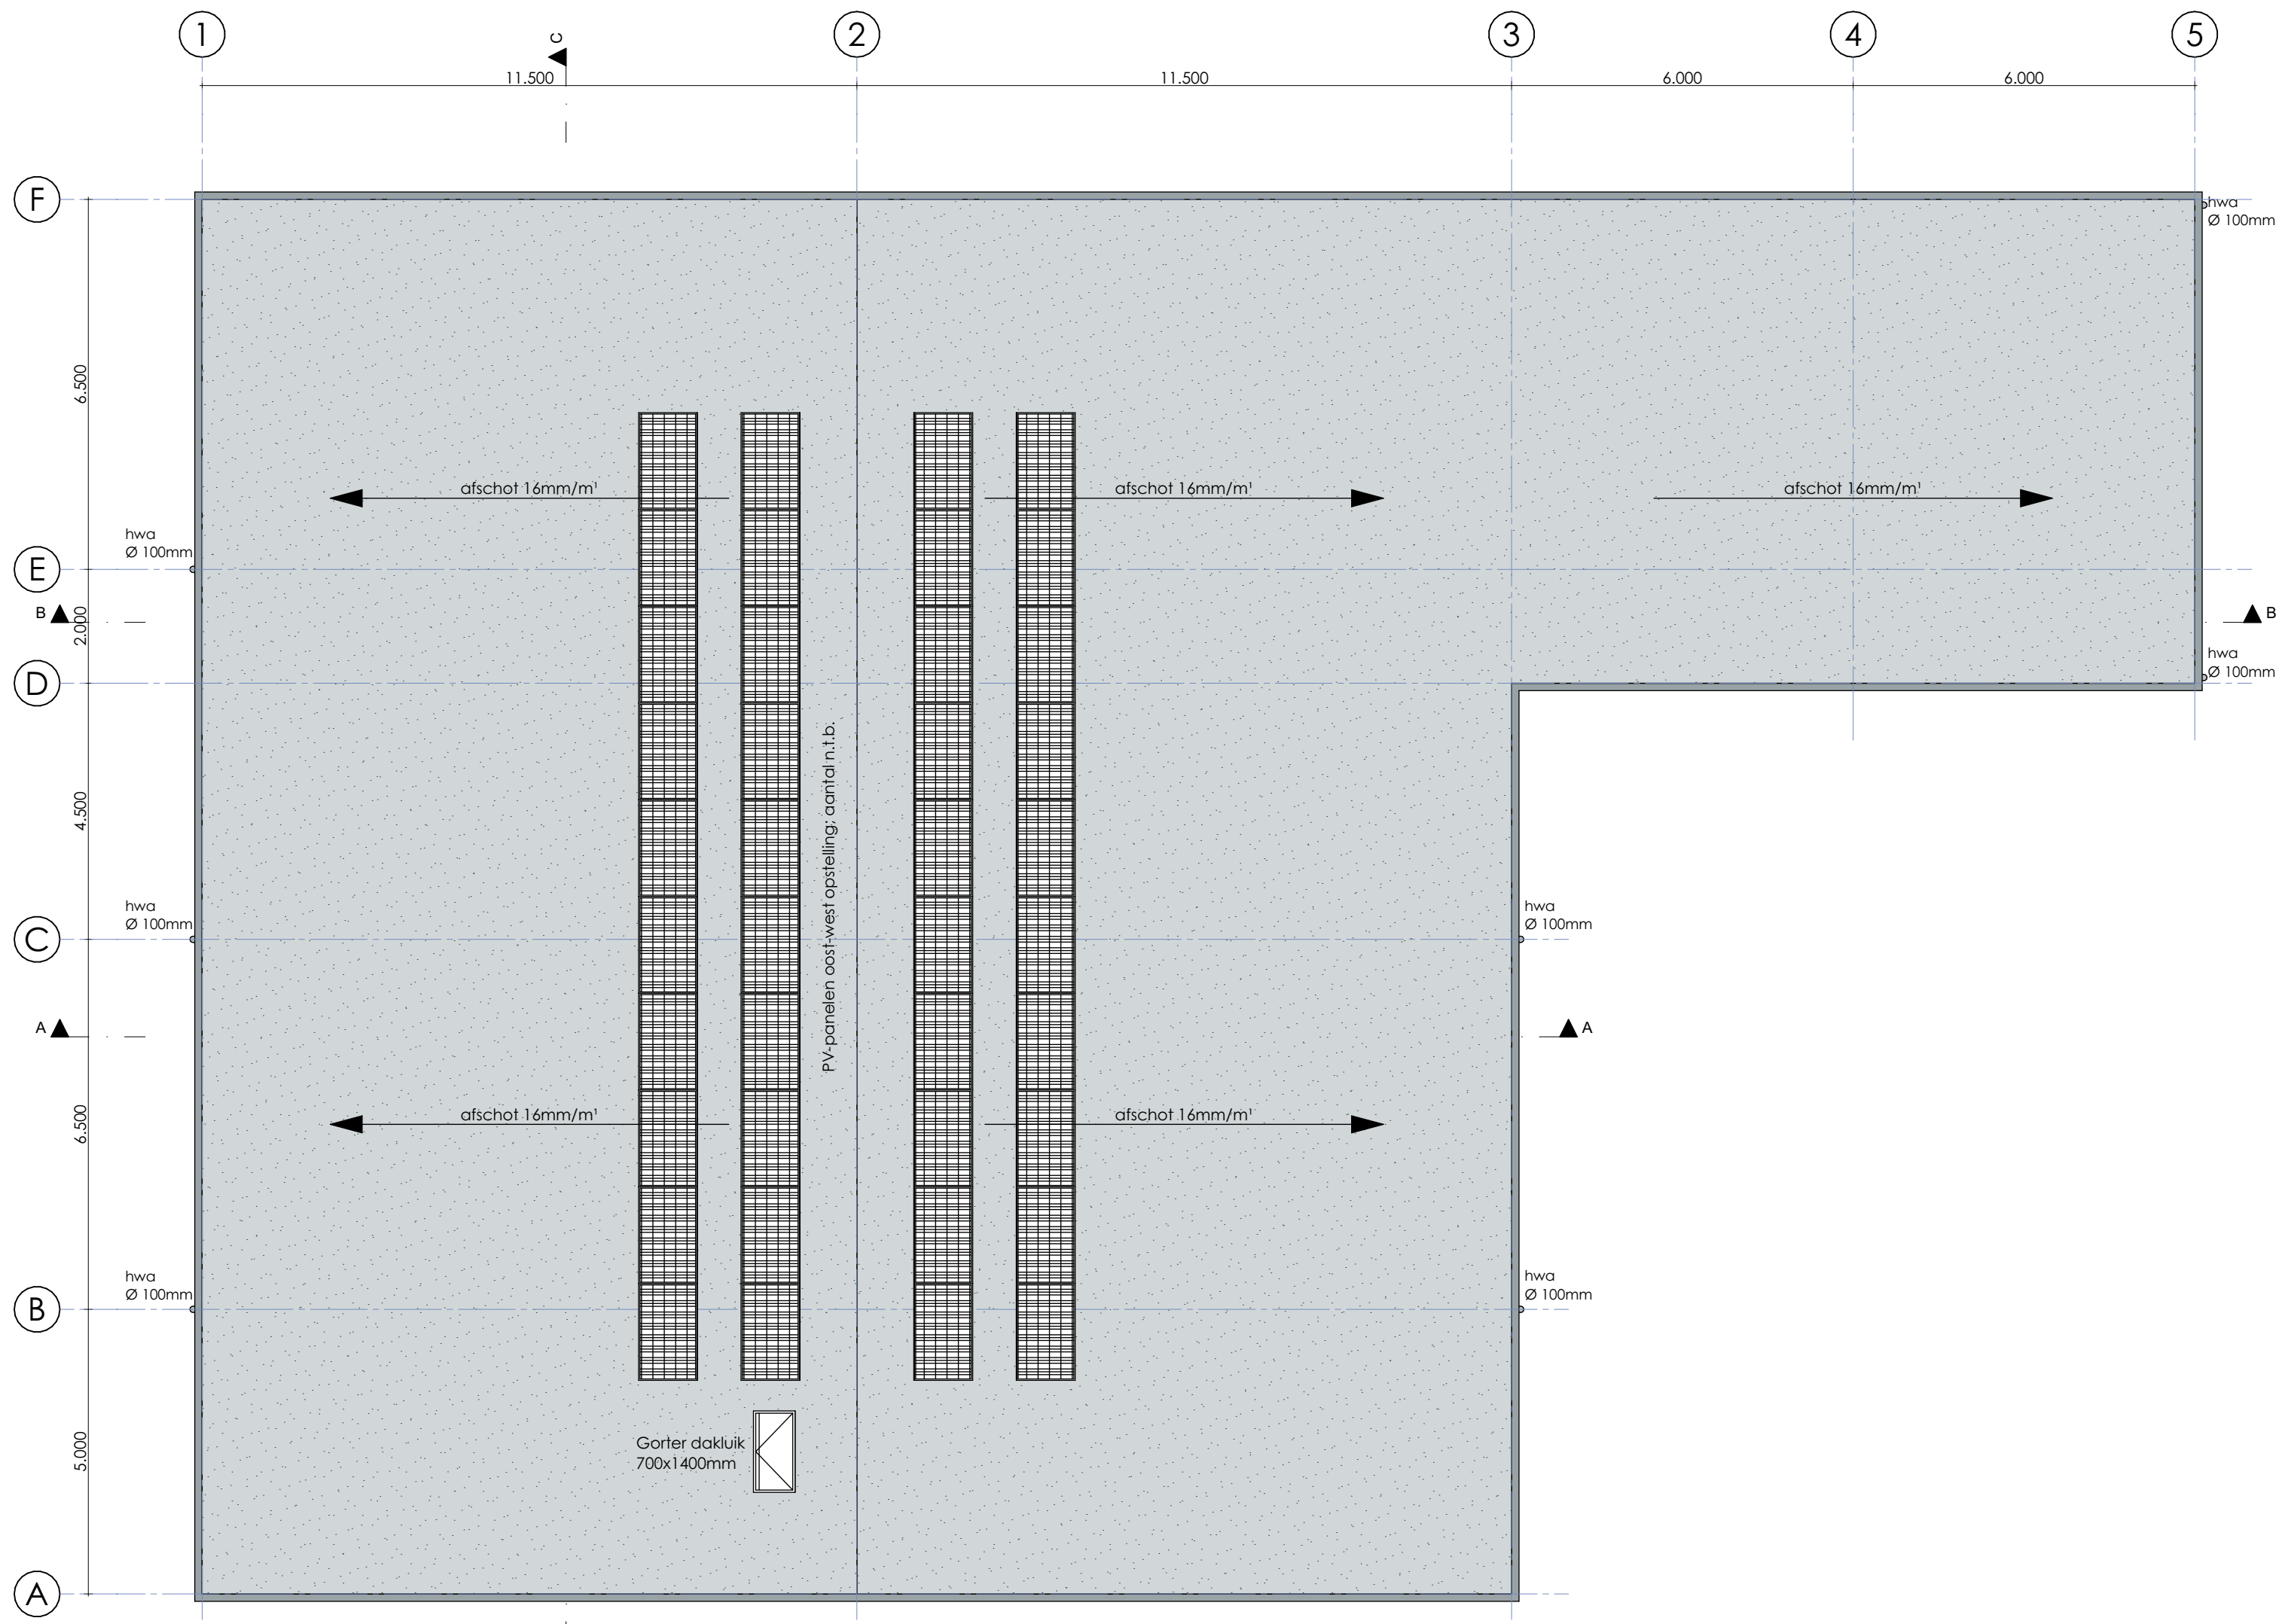 1
2
3
4
5
C
11.500
11.500
6.000
6.000
F
hwa
Ø 100mm
6.500
afschot 16mm/m¹
afschot 16mm/m¹
afschot 16mm/m¹
hwa
Ø 100mm
E
B
2.000
B
hwa
Ø 100mm
D
4.500
PV-panelen oost-west opstelling; aantal n.t.b.
hwa
Ø 100mm
hwa
Ø 100mm
C
A
A
6.500
afschot 16mm/m¹
afschot 16mm/m¹
hwa
Ø 100mm
hwa
Ø 100mm
B
5.000
Gorter dakluik
700x1400mm
A